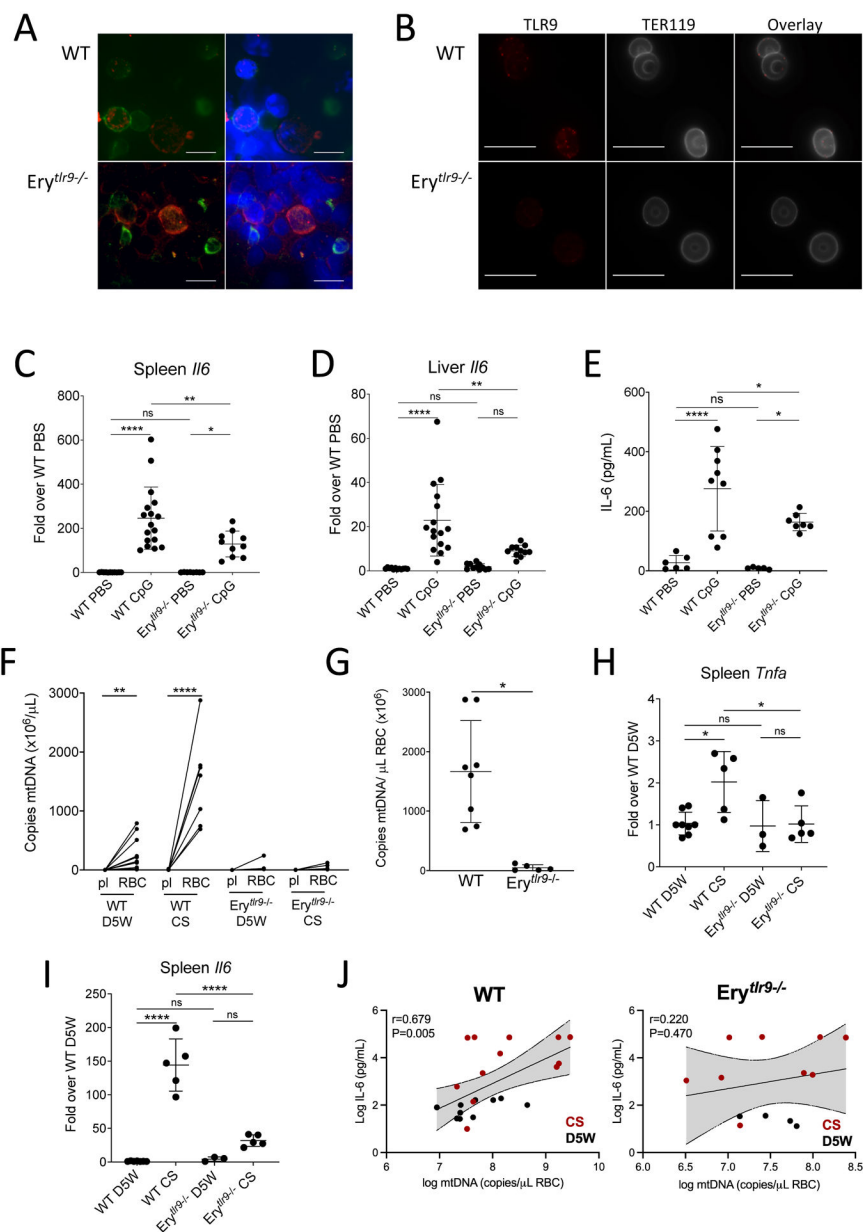 A
WT
Ery^tlr9-/-
B
TLR9 TER119 Overlay
WT
Ery^tlr9-/-
C
Spleen Il6
Fold over WT PBS
800
600
400
200
0
**
ns
**** *
WT PBS
WT CpG
Ery^tlr9-/- PBS
Ery^tlr9-/- CpG
D
Liver Il6
Fold over WT PBS
80
60
40
20
0
**
ns
**** ns
WT PBS
WT CpG
Ery^tlr9-/- PBS
Ery^tlr9-/- CpG
E
IL-6 (pg/mL)
600
400
200
0
*
ns
**** *
WT PBS
WT CpG
Ery^tlr9-/- PBS
Ery^tlr9-/- CpG
F
Copies mtDNA (x10^6/μL)
3000
2000
1000
0
** ****
pl RBC pl RBC pl RBC pl RBC
WT WT Ery^tlr9-/- Ery^tlr9-/-
D5W CS D5W CS
G
Copies mtDNA/ μL RBC (x10^6)
3000
2000
1000
0
*
WT Ery^tlr9-/-
H
Spleen Tnfa
Fold over WT D5W
4
3
2
1
0
*
ns
* ns
WT D5W
WT CS
Ery^tlr9-/- D5W
Ery^tlr9-/- CS
I
Spleen Il6
Fold over WT D5W
250
200
150
100
50
0
****
ns
**** ns
WT D5W
WT CS
Ery^tlr9-/- D5W
Ery^tlr9-/- CS
J
WT
r=0.679
P=0.005
Log IL-6 (pg/mL)
6
4
2
0
CS
D5W
6 7 8 9 10
log mtDNA (copies/μL RBC)
Ery^tlr9-/-
r=0.220
P=0.470
Log IL-6 (pg/mL)
6
4
2
0
CS
D5W
6.0 6.5 7.0 7.5 8.0 8.5
log mtDNA (copies/μL RBC)